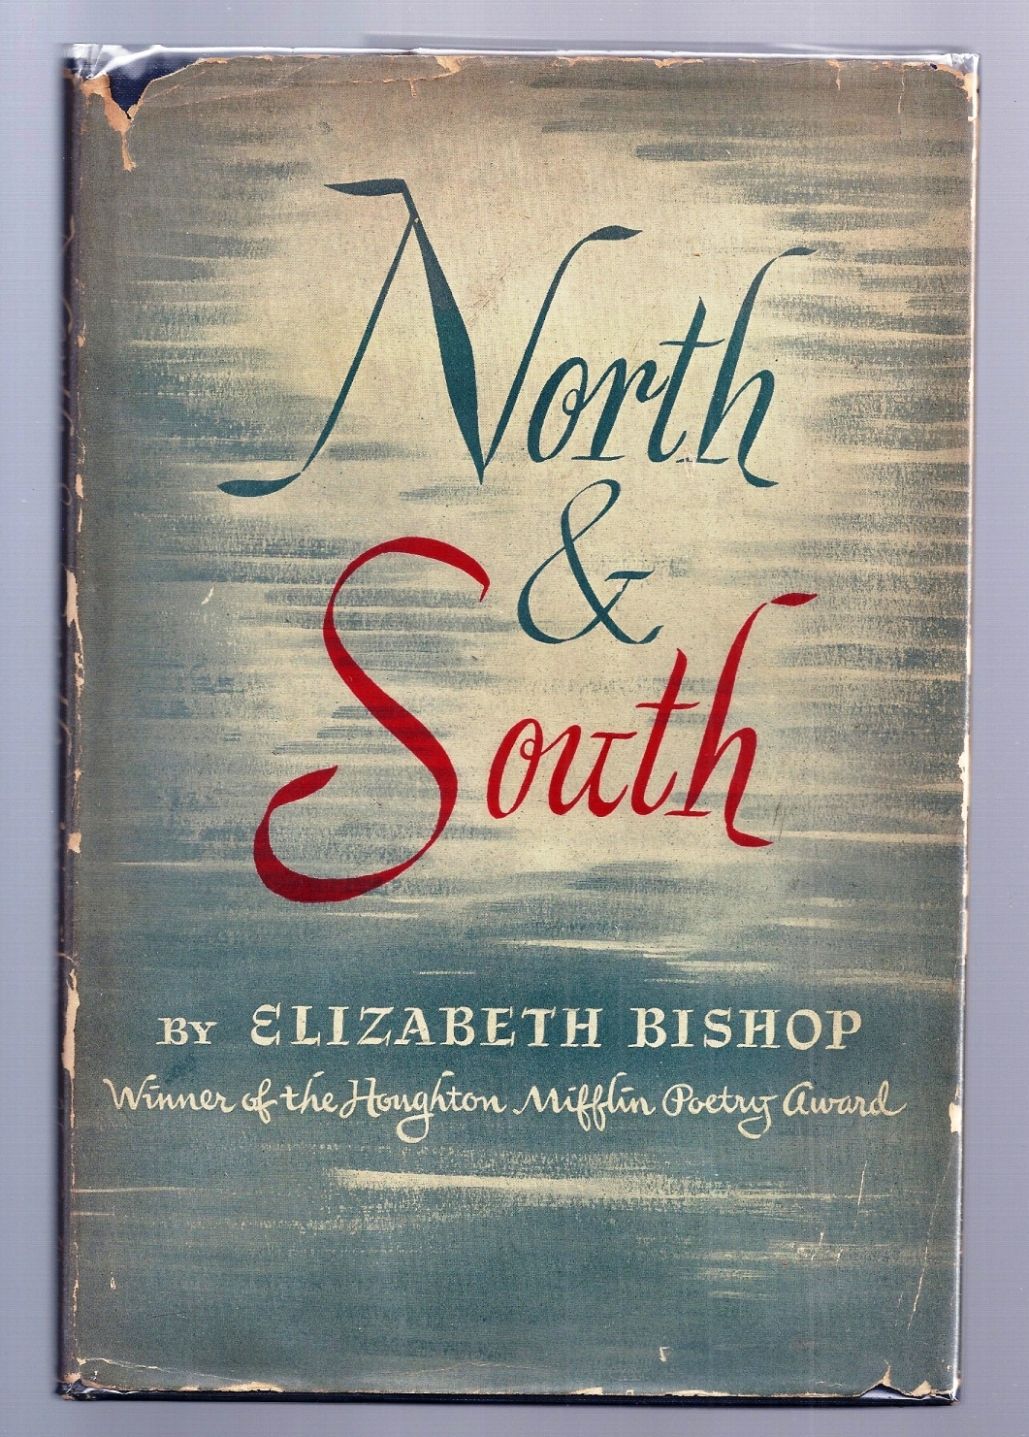 North
&
South
BY ELIZABETH BISHOP
Winner of the Houghton Mifflin Poetry Award